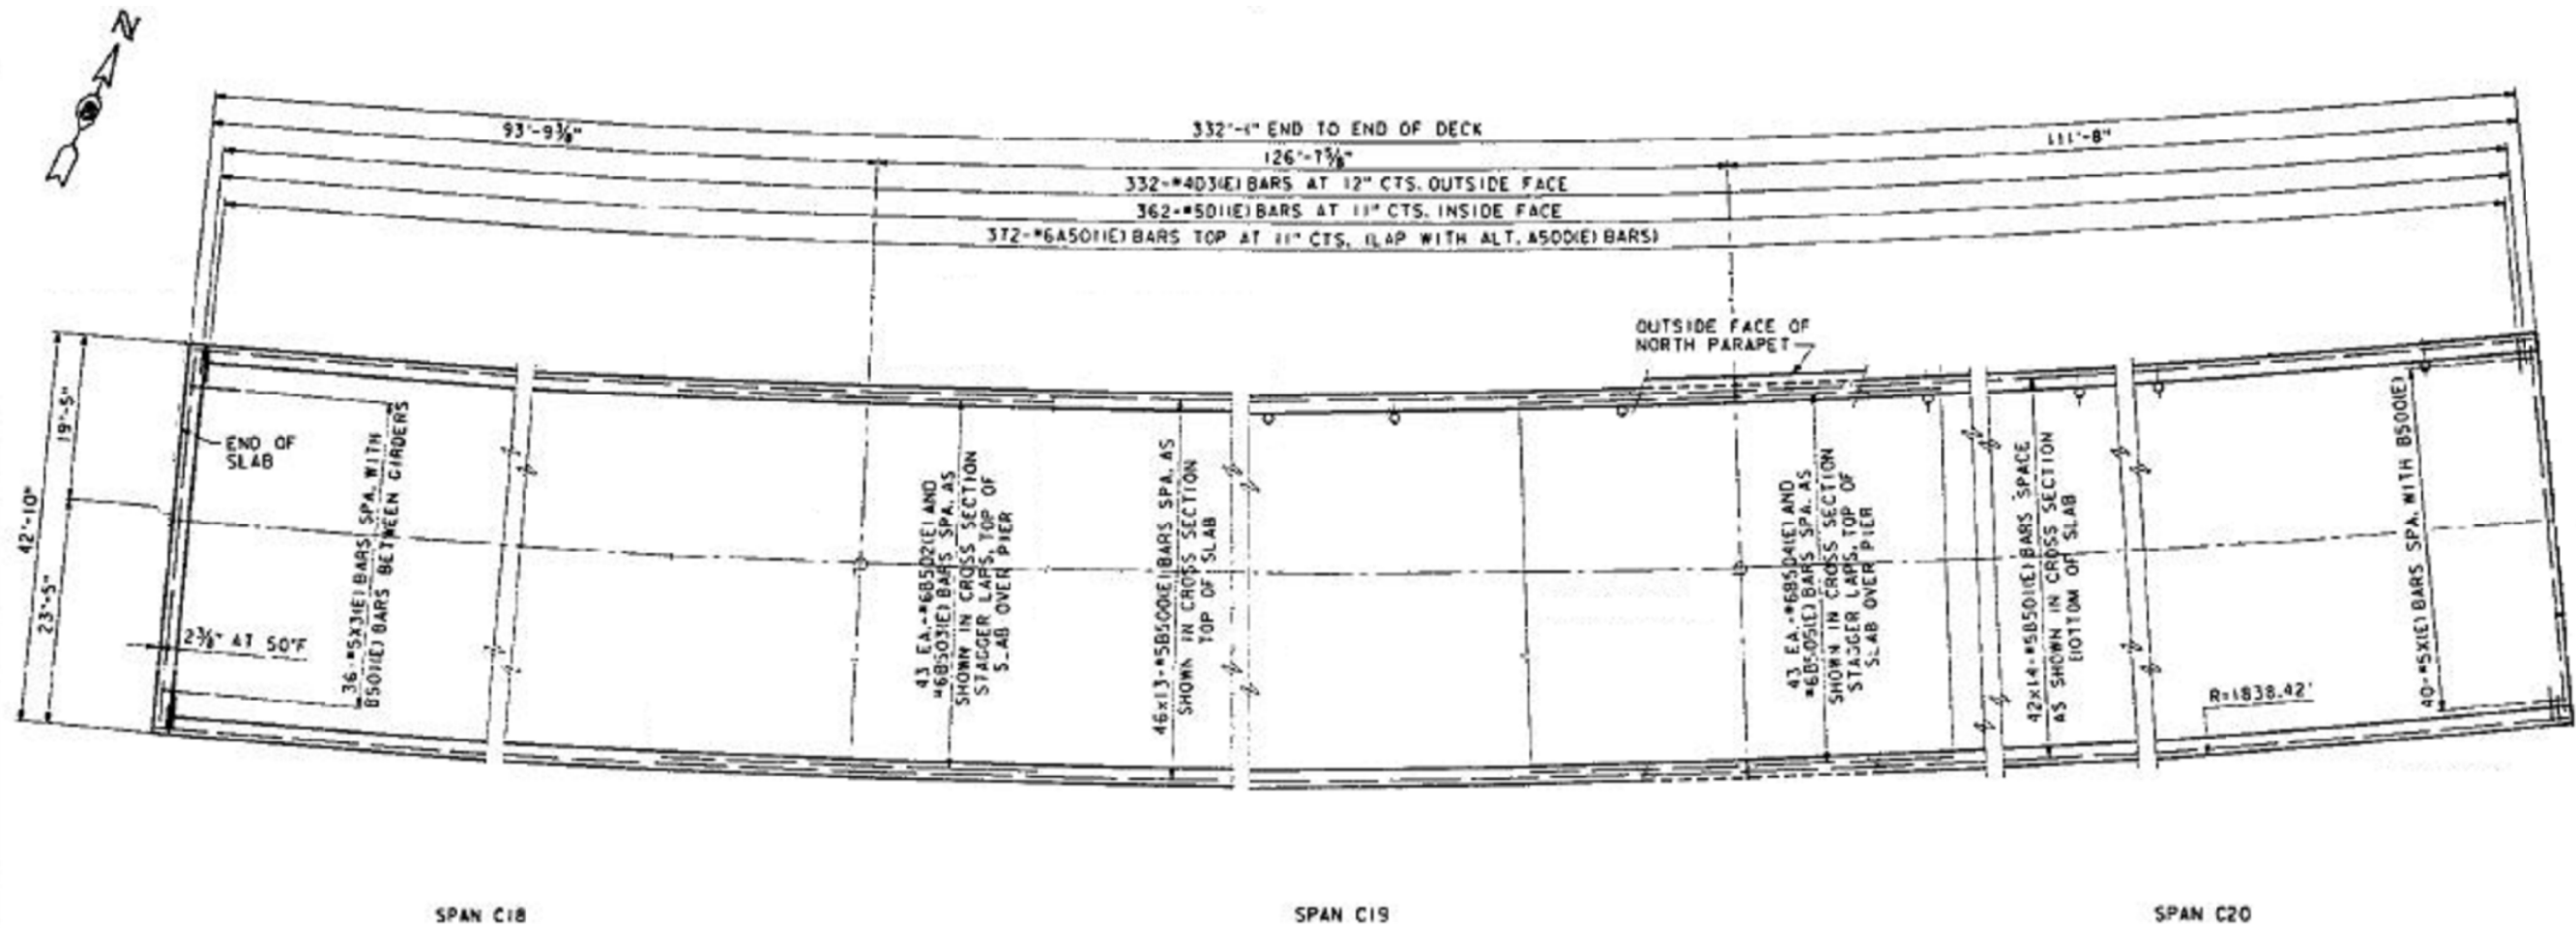 N
332'-1" END TO END OF DECK
93'-9⅜"
126'-7⅝"
111'-8"
332-#4D3(E) BARS AT 12" CTS. OUTSIDE FACE
362-#5D1(E) BARS AT 11" CTS. INSIDE FACE
372-#6A501(E) BARS TOP AT 11" CTS. (LAP WITH ALT. A500(E) BARS)
OUTSIDE FACE OF
NORTH PARAPET
42'-10"
19'-5"
23'-5"
END OF
SLAB
2⅜" AT 50°F
36-#5X3(E) BARS SPA. WITH
B501(E) BARS BETWEEN GIRDERS
43 EA.-#6B502(E) AND
#6B503(E) BARS SPA. AS
SHOWN IN CROSS SECTION
STAGGER LAPS, TOP OF
SLAB OVER PIER
46x13-#5B500(E) BARS SPA. AS
SHOWN IN CROSS SECTION
TOP OF SLAB
43 EA.-#6B504(E) AND
#6B505(E) BARS SPA. AS
SHOWN IN CROSS SECTION
STAGGER LAPS, TOP OF
SLAB OVER PIER
42x14-#5B501(E) BARS SPACE
AS SHOWN IN CROSS SECTION
BOTTOM OF SLAB
40-#5X(E) BARS SPA. WITH B500(E)
R=1838.42'
SPAN C18
SPAN C19
SPAN C20